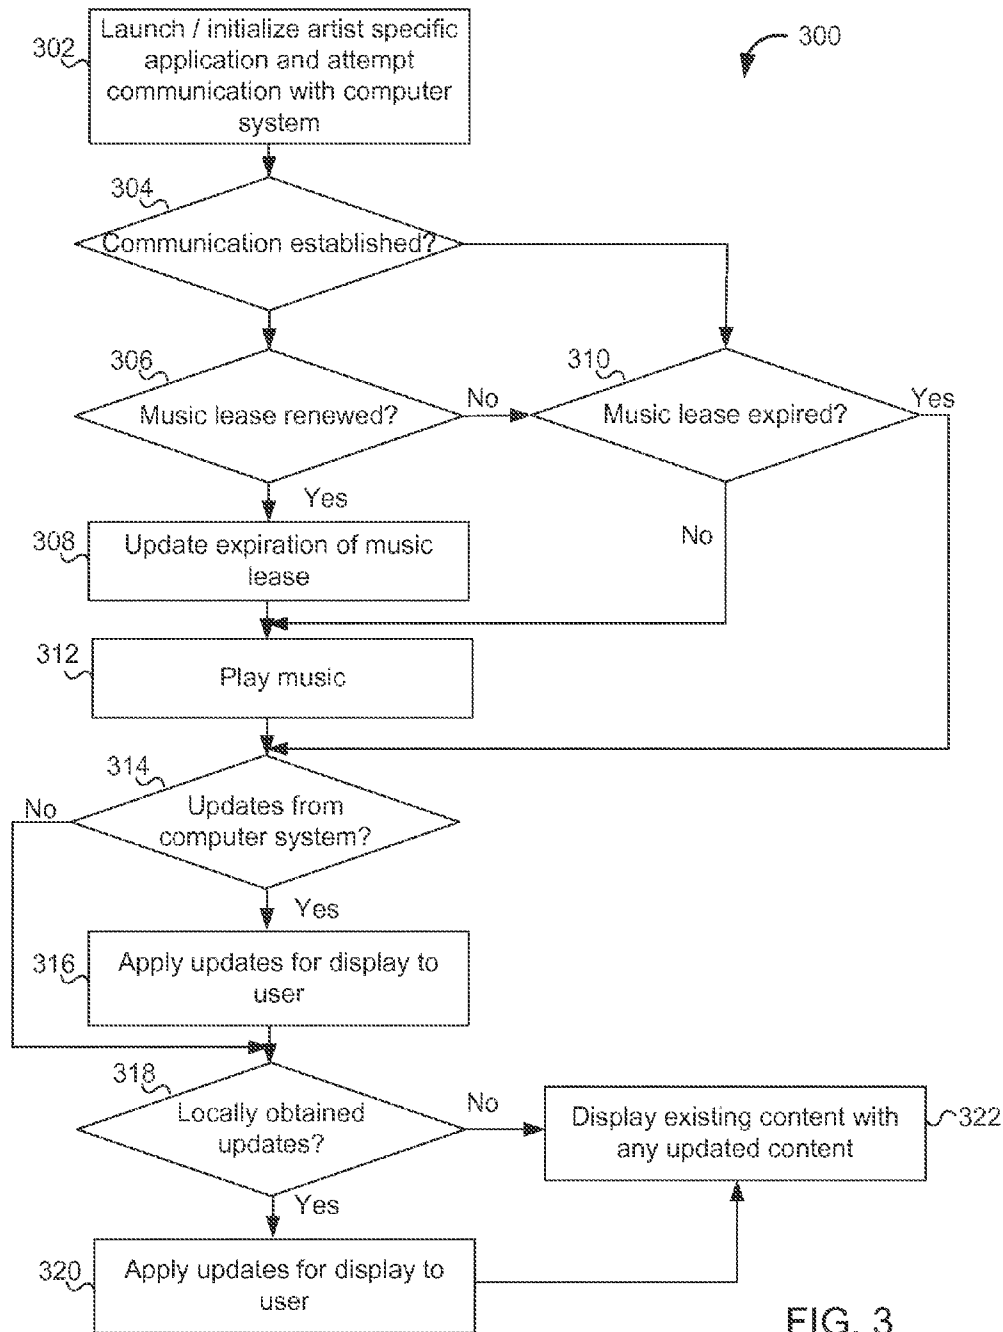 Launch / initialize artist specific
application and attempt
communication with computer
system
302
300
304
Communication established?
306
Music lease renewed?
No
310
Music lease expired?
Yes
Yes
No
308
Update expiration of music
lease
312
Play music
314
No
Updates from
computer system?
Yes
316
Apply updates for display to
user
318
Locally obtained
updates?
No
Display existing content with
any updated content
322
Yes
320
Apply updates for display to
user
FIG. 3